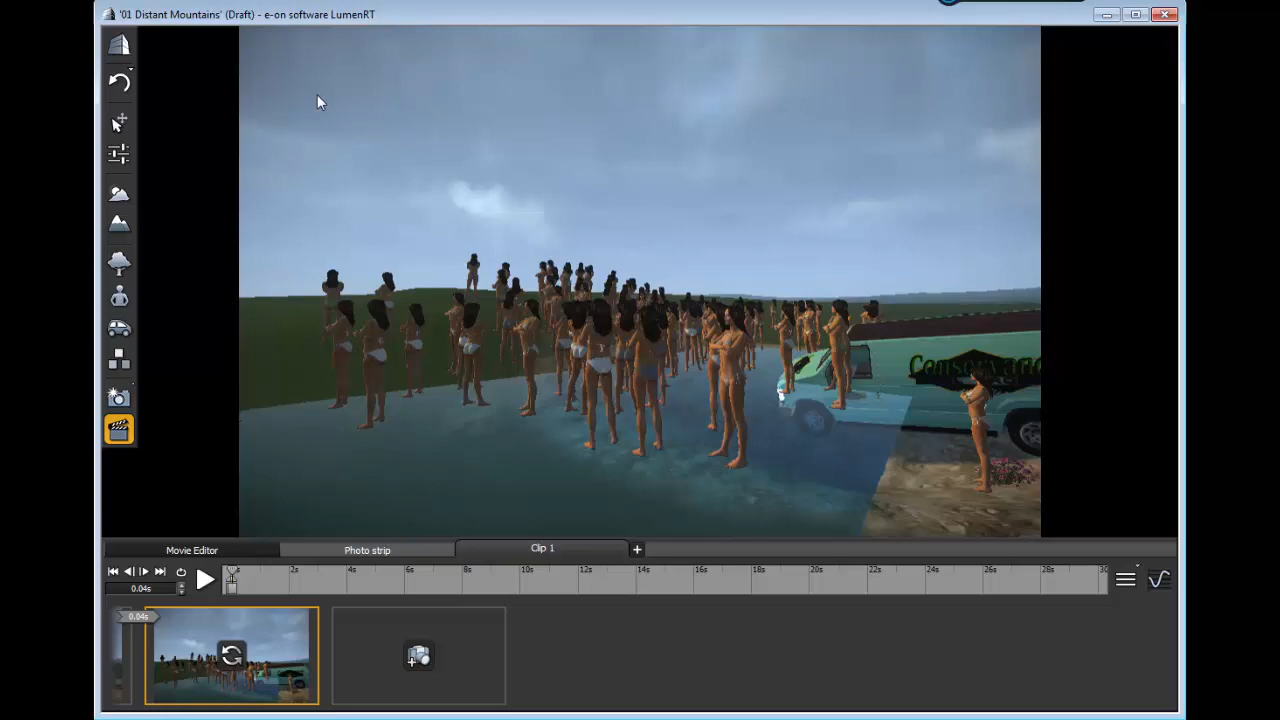 '01 Distant Mountains' (Draft) - e-on software LumenRT
Movie Editor
Photo strip
Clip 1
2s 4s 6s 8s 10s 12s 14s 16s 18s 20s 22s 24s 26s 28s
0.04s
0.04s